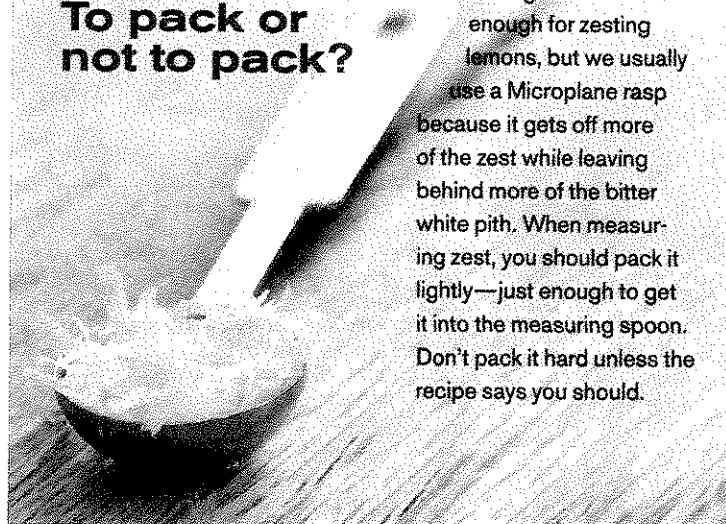 To pack or
not to pack?
enough for zesting
lemons, but we usually
use a Microplane rasp
because it gets off more
of the zest while leaving
behind more of the bitter
white pith. When measur-
ing zest, you should pack it
lightly—just enough to get
it into the measuring spoon.
Don't pack it hard unless the
recipe says you should.